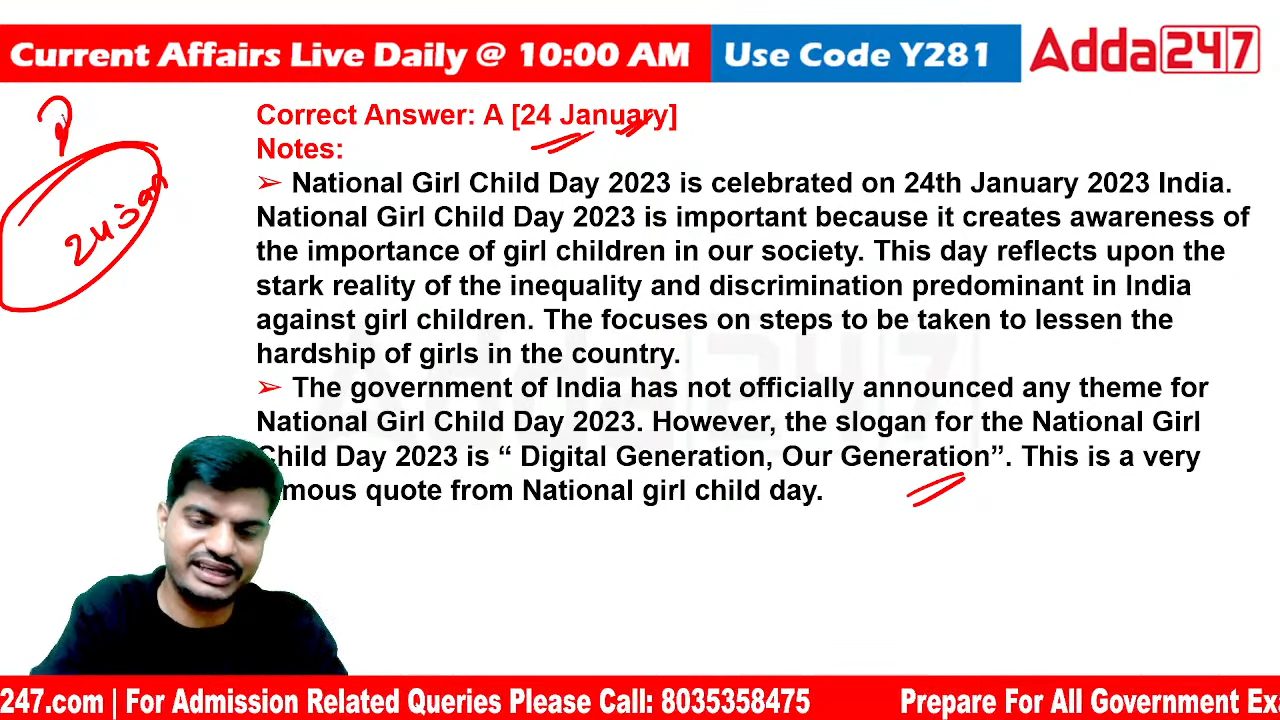 Current Affairs Live Daily @ 10:00 AM
Use Code Y281
Adda247
Correct Answer: A [24 January]
Notes:
➢ National Girl Child Day 2023 is celebrated on 24th January 2023 India.
National Girl Child Day 2023 is important because it creates awareness of
the importance of girl children in our society. This day reflects upon the
stark reality of the inequality and discrimination predominant in India
against girl children. The focuses on steps to be taken to lessen the
hardship of girls in the country.
➢ The government of India has not officially announced any theme for
National Girl Child Day 2023. However, the slogan for the National Girl
Child Day 2023 is “ Digital Generation, Our Generation”. This is a very
mous quote from National girl child day.
24 Jan
247.com | For Admission Related Queries Please Call: 8035358475
Prepare For All Government Exa